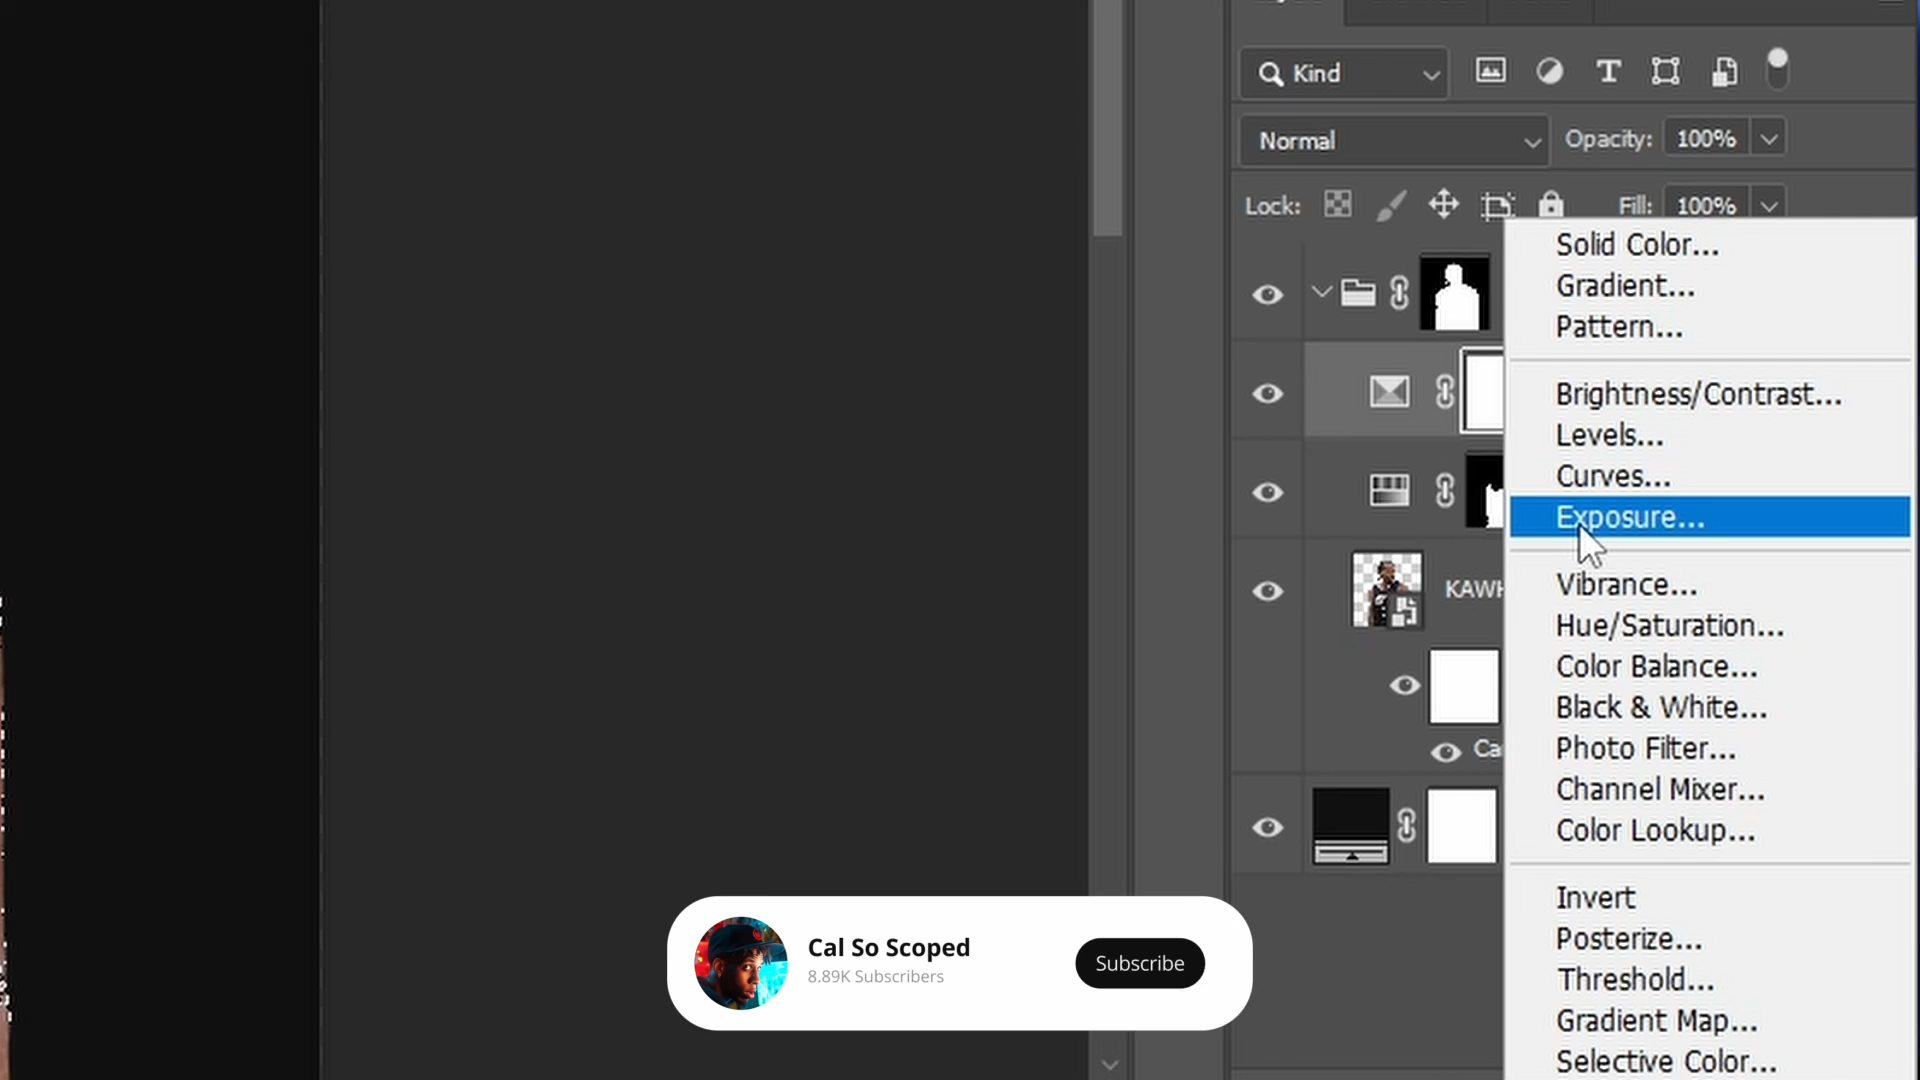 Kind
Normal
Opacity: 100%
Lock:
Fill: 100%
Solid Color...
Gradient...
Pattern...
Brightness/Contrast...
Levels...
Curves...
Exposure...
Vibrance...
Hue/Saturation...
Color Balance...
Black & White...
Photo Filter...
Channel Mixer...
Color Lookup...
Invert
Posterize...
Threshold...
Gradient Map...
Selective Color...
Cal So Scoped
8.89K Subscribers
Subscribe